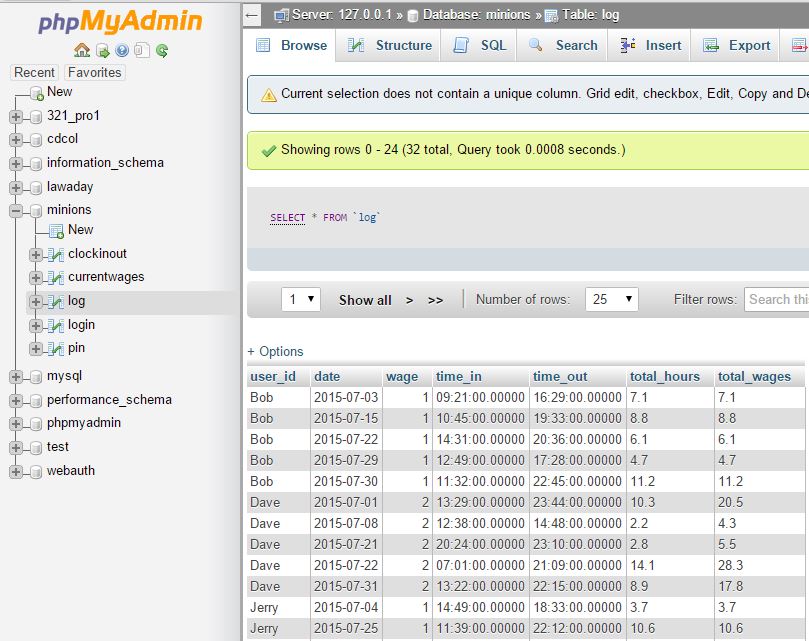 phpMyAdmin
Recent Favorites
New
321_pro1
cdcol
information_schema
lawaday
minions
New
clockinout
currentwages
log
login
pin
mysql
performance_schema
phpmyadmin
test
webauth
Server: 127.0.0.1 » Database: minions » Table: log
Browse Structure SQL Search Insert Export
Current selection does not contain a unique column. Grid edit, checkbox, Edit, Copy and De
Showing rows 0 - 24 (32 total, Query took 0.0008 seconds.)
SELECT * FROM `log`
1 Show all > >> Number of rows: 25 Filter rows: Search this
+ Options
user_id date wage time_in time_out total_hours total_wages
Bob 2015-07-03 1 09:21:00.00000 16:29:00.00000 7.1 7.1
Bob 2015-07-15 1 10:45:00.00000 19:33:00.00000 8.8 8.8
Bob 2015-07-22 1 14:31:00.00000 20:36:00.00000 6.1 6.1
Bob 2015-07-29 1 12:49:00.00000 17:28:00.00000 4.7 4.7
Bob 2015-07-30 1 11:32:00.00000 22:45:00.00000 11.2 11.2
Dave 2015-07-01 2 13:29:00.00000 23:44:00.00000 10.3 20.5
Dave 2015-07-08 2 12:38:00.00000 14:48:00.00000 2.2 4.3
Dave 2015-07-21 2 20:24:00.00000 23:10:00.00000 2.8 5.5
Dave 2015-07-22 2 07:01:00.00000 21:09:00.00000 14.1 28.3
Dave 2015-07-31 2 13:22:00.00000 22:15:00.00000 8.9 17.8
Jerry 2015-07-04 1 14:49:00.00000 18:33:00.00000 3.7 3.7
Jerry 2015-07-25 1 11:39:00.00000 22:12:00.00000 10.6 10.6